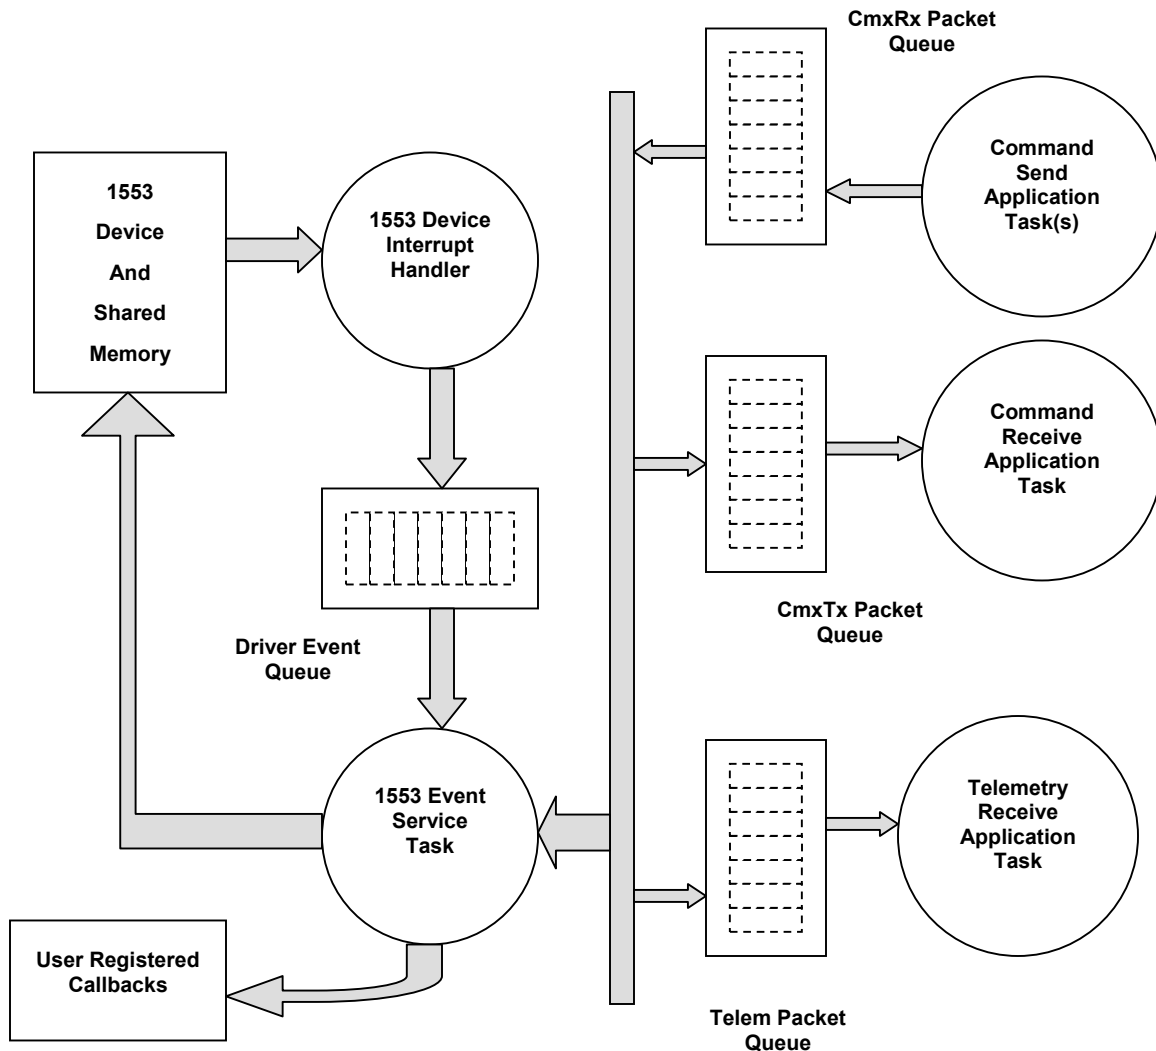 CmxRx Packet
Queue
Command
Send
Application
Task(s)
1553
Device
And
Shared
Memory
1553 Device
Interrupt
Handler
Command
Receive
Application
Task
CmxTx Packet
Queue
Driver Event
Queue
1553 Event
Service
Task
Telemetry
Receive
Application
Task
User Registered
Callbacks
Telem Packet
Queue